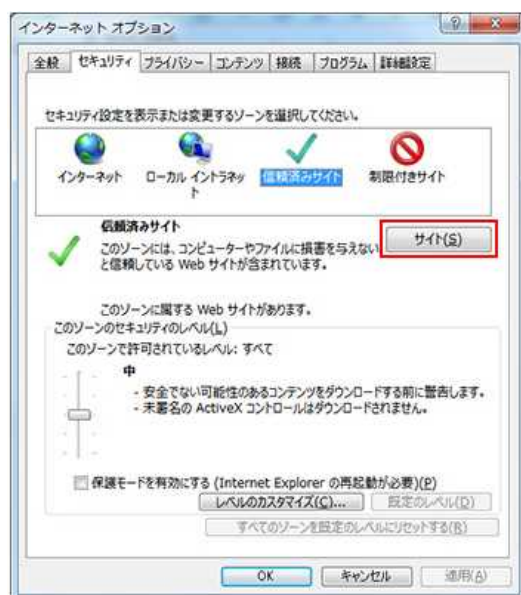 インターネット オプション
全般 セキュリティ プライバシー コンテンツ 接続 プログラム 詳細設定
セキュリティ設定を表示または変更するゾーンを選択してください。
インターネット ローカル イントラネット 信頼済みサイト 制限付きサイト
信頼済みサイト
サイト(S)
このゾーンには、コンピューターやファイルに損害を与えない
と信頼している Web サイトが含まれています。
このゾーンに属する Web サイトがあります。
このゾーンのセキュリティのレベル(L)
このゾーンで許可されているレベル: すべて
中
- 安全でない可能性のあるコンテンツをダウンロードする前に警告します。
- 未署名の ActiveX コントロールはダウンロードされません。
保護モードを有効にする (Internet Explorer の再起動が必要)(P)
レベルのカスタマイズ(C)... 既定のレベル(D)
すべてのゾーンを既定のレベルにリセットする(R)
OK キャンセル 適用(A)